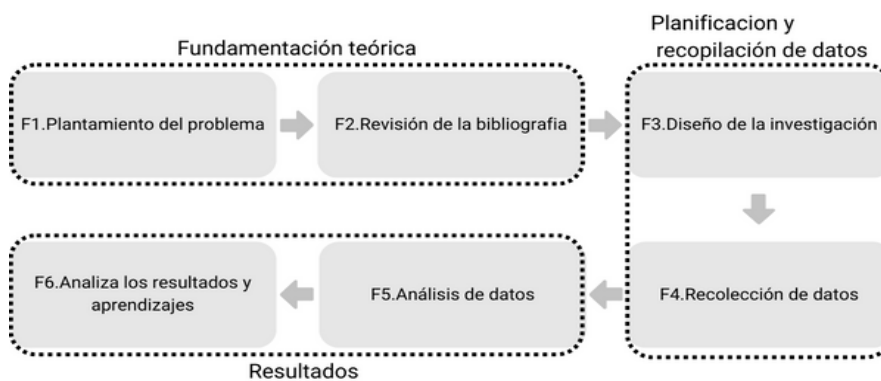 Fundamentación teórica
Planificacion y
recopilación de datos
F1.Plantamiento del problema
F2.Revisión de la bibliografia
F3.Diseño de la investigación
F6.Analiza los resultados y
aprendizajes
F5.Análisis de datos
F4.Recolección de datos
Resultados